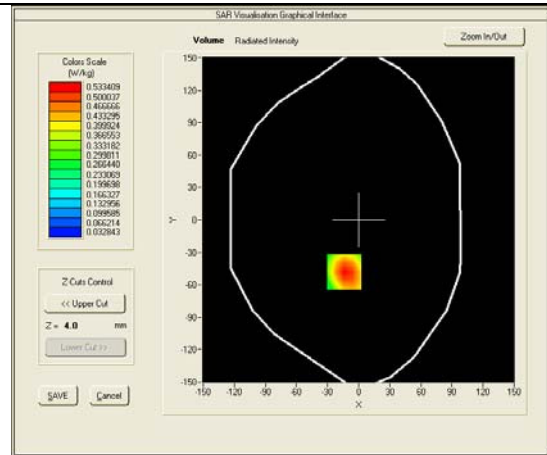 SAR Visualisation Graphical Interface
Volume Radiated Intensity
Zoom In/Out
Colors Scale
(W/kg)
0.533409
0.500037
0.466666
0.433295
0.399924
0.366553
0.333182
0.299811
0.266440
0.233069
0.199698
0.166327
0.132956
0.099585
0.066214
0.032843
150
120
90
60
30
0
-30
-60
-90
-120
-150
Y
-150 -120 -90 -60 -30 0 30 60 90 120 150
X
Z Cuts Control
<< Upper Cut
Z = 4.0 mm
Lower Cut >>
SAVE Cancel